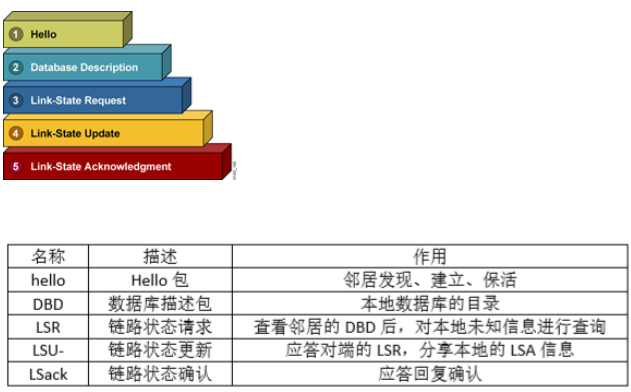 1 Hello
2 Database Description
3 Link-State Request
4 Link-State Update
5 Link-State Acknowledgment
名称 描述 作用
hello Hello 包 邻居发现、建立、保活
DBD 数据库描述包 本地数据库的目录
LSR 链路状态请求 查看邻居的 DBD 后，对本地未知信息进行查询
LSU- 链路状态更新 应答对端的 LSR，分享本地的 LSA 信息
LSack 链路状态确认 应答回复确认